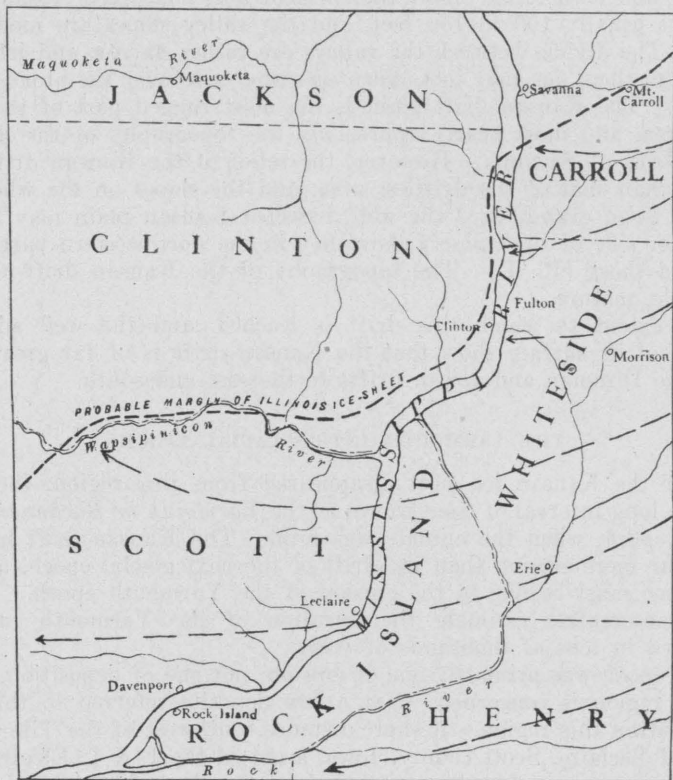 Maquoketa River
Maquoketa
JACKSON
Savanna
Mt. Carroll
CARROLL
CLINTON
Fulton
Clinton
Morrison
WHITESIDE
MISSISSIPPI RIVER
PROBABLE MARGIN OF ILLINOIS ICE-SHEET
Wapsipinicon River
SCOTT
Erie
Leclaire
ROCK ISLAND
Davenport
Rock Island
HENRY
Rock River